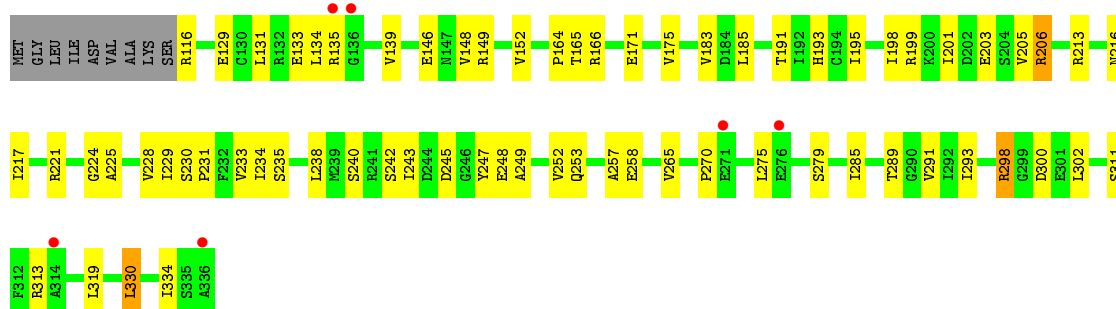 MET GLY LEU ILE ASP VAL ALA LYS SER R116 E129 C130 L131 R132 E133 L134 R135 G136 V139 E146 N147 V148 R149 V152 P164 T165 R166 E171 V175 V183 D184 L185 T191 I192 H193 C194 I195 I198 R199 K200 I201 D202 E203 S204 V205 R206 R213 N216
I217 R221 G224 A225 V228 I229 S230 P231 F232 V233 I234 S235 L238 M239 S240 R241 S242 I243 D244 D245 G246 Y247 E248 A249 V252 Q253 A257 E258 V265 P270 E271 L275 E276 S279 I285 T289 G290 V291 I292 I293 R298 G299 D300 E301 L302 S311
F312 R313 A314 L319 L330 I334 S335 A336